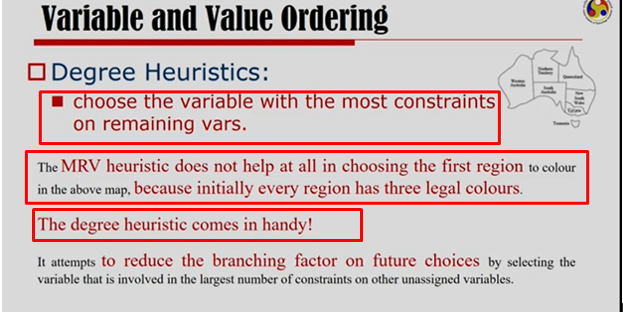 Variable and Value Ordering
Degree Heuristics:
choose the variable with the most constraints
on remaining vars.
Western
Australia
Northern
Territory
Queensland
South
Australia
New
South
Wales
Victoria
Tasmania
The MRV heuristic does not help at all in choosing the first region to colour
in the above map, because initially every region has three legal colours.
The degree heuristic comes in handy!
It attempts to reduce the branching factor on future choices by selecting the
variable that is involved in the largest number of constraints on other unassigned variables.